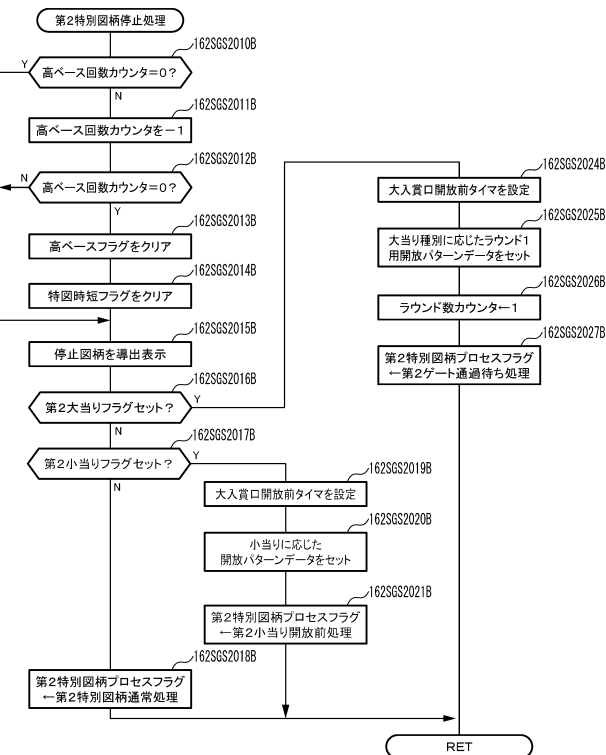 第2特別図柄停止処理
162SGS2010B
Y
高ベース回数カウンタ=0?
N
162SGS2011B
高ベース回数カウンタを-1
162SGS2012B
N
高ベース回数カウンタ=0?
Y
162SGS2013B
高ベースフラグをクリア
162SGS2014B
特図時短フラグをクリア
162SGS2015B
停止図柄を導出表示
162SGS2016B
第2大当りフラグセット?
Y
N
162SGS2017B
第2小当りフラグセット?
Y
N
162SGS2018B
第2特別図柄プロセスフラグ
←第2特別図柄通常処理
162SGS2019B
大入賞口開放前タイマを設定
162SGS2020B
小当りに応じた
開放パターンデータをセット
162SGS2021B
第2特別図柄プロセスフラグ
←第2小当り開放前処理
162SGS2024B
大入賞口開放前タイマを設定
162SGS2025B
大当り種別に応じたラウンド1
用開放パターンデータをセット
162SGS2026B
ラウンド数カウンタ←1
162SGS2027B
第2特別図柄プロセスフラグ
←第2ゲート通過待ち処理
RET